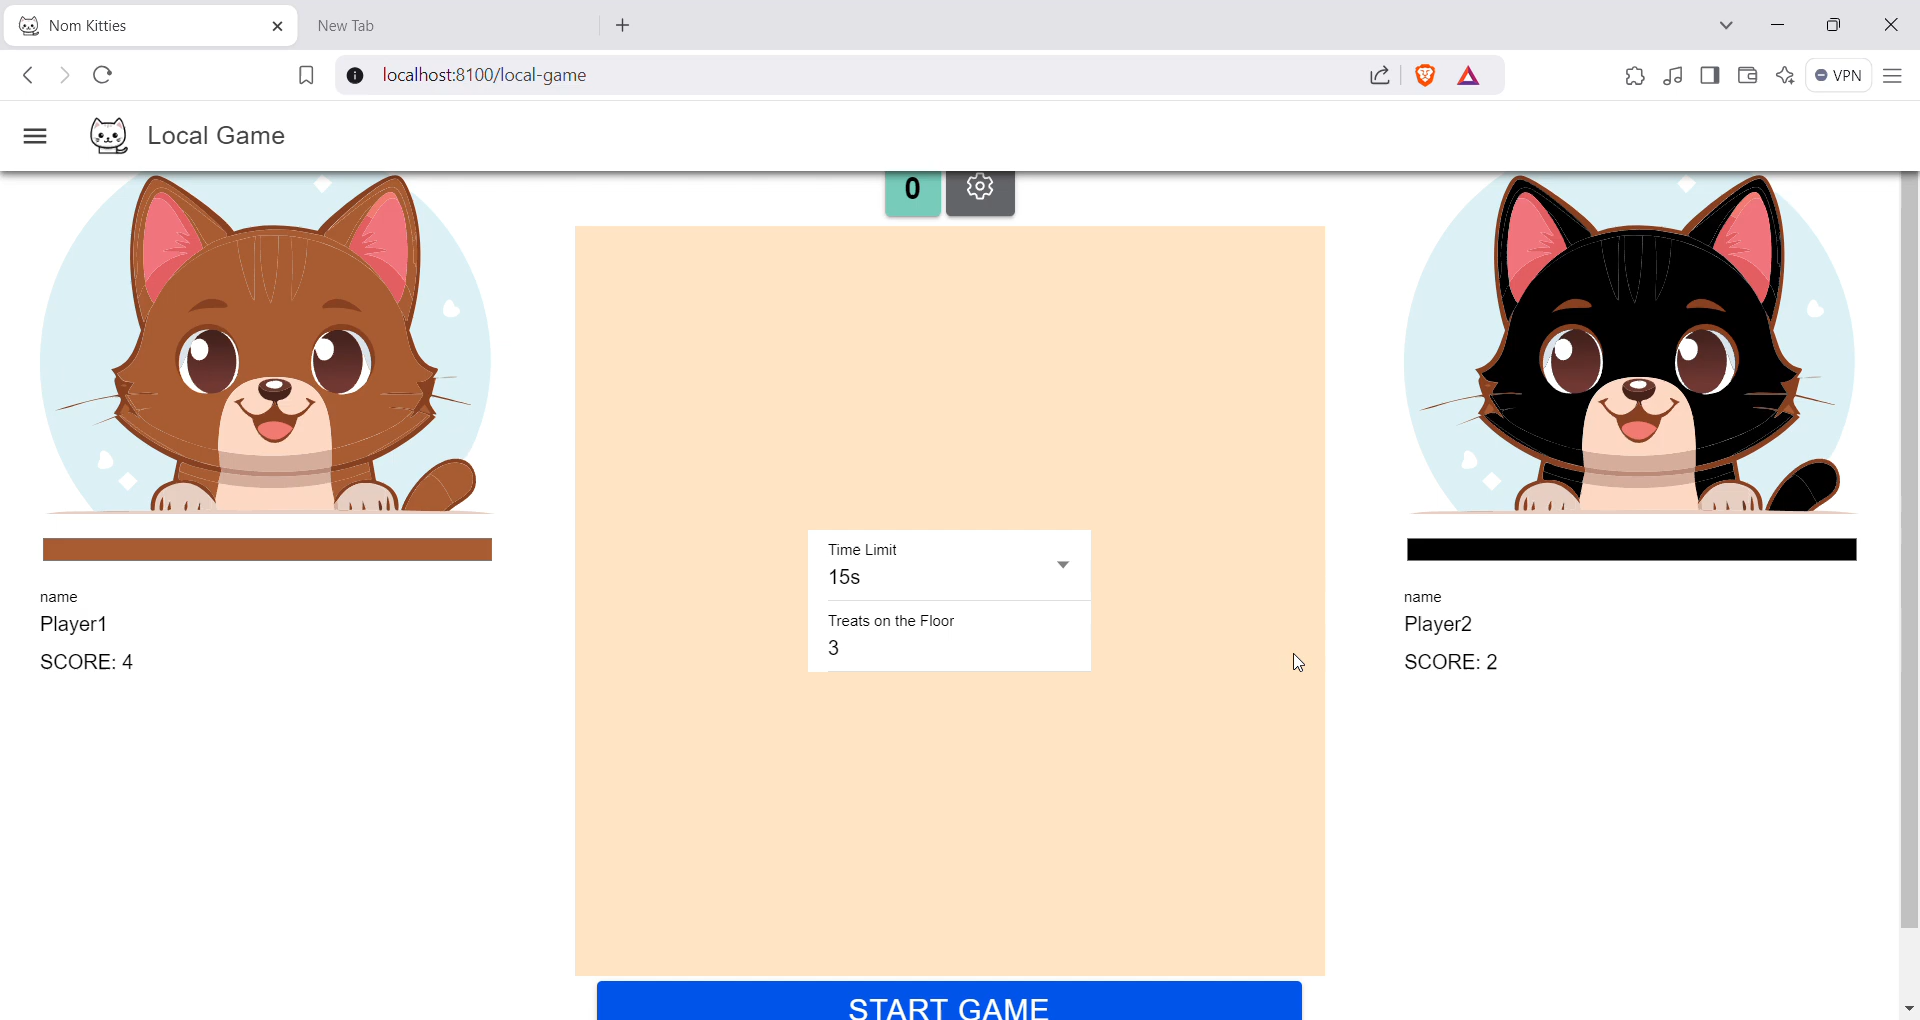 Nom Kitties
New Tab
localhost:8100/local-game
VPN
Local Game
0
Time Limit
15s
Treats on the Floor
3
name
Player1
SCORE: 4
name
Player2
SCORE: 2
START GAME